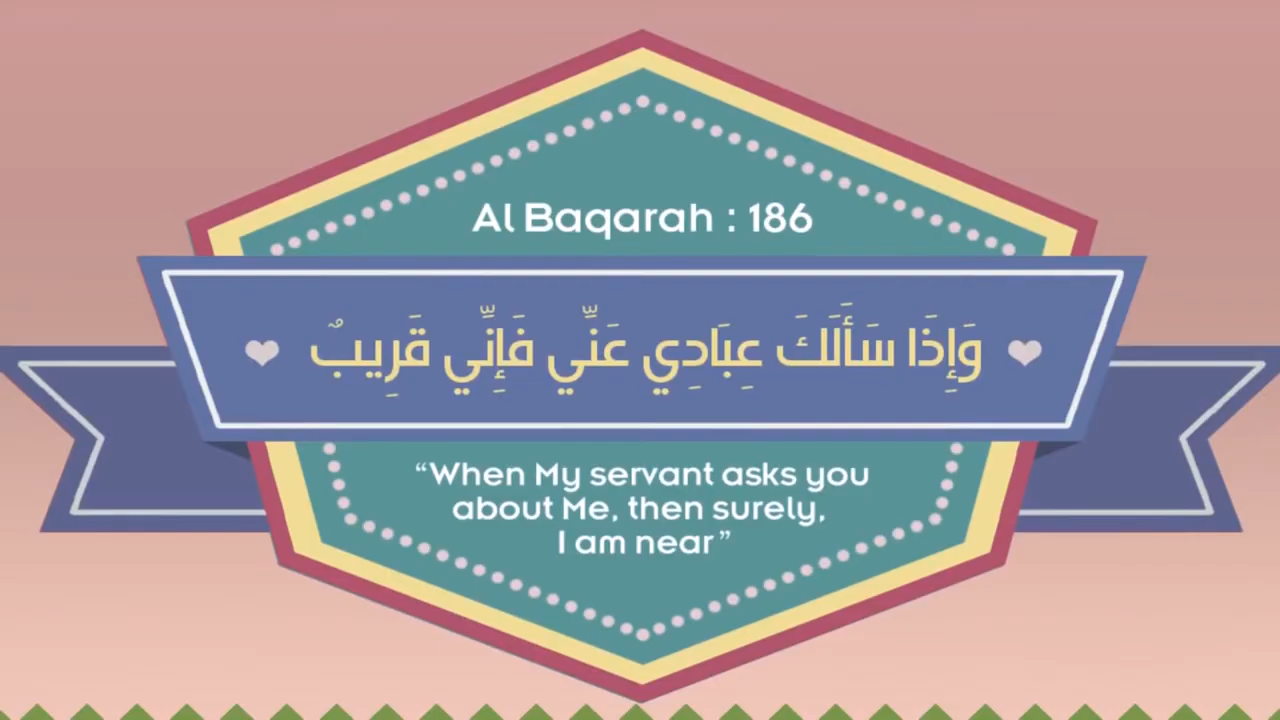 Al Baqarah : 186
وَإِذَا سَأَلَكَ عِبَادِي عَنِّي فَإِنِّي قَرِيبٌ
“When My servant asks you
about Me, then surely,
I am near”